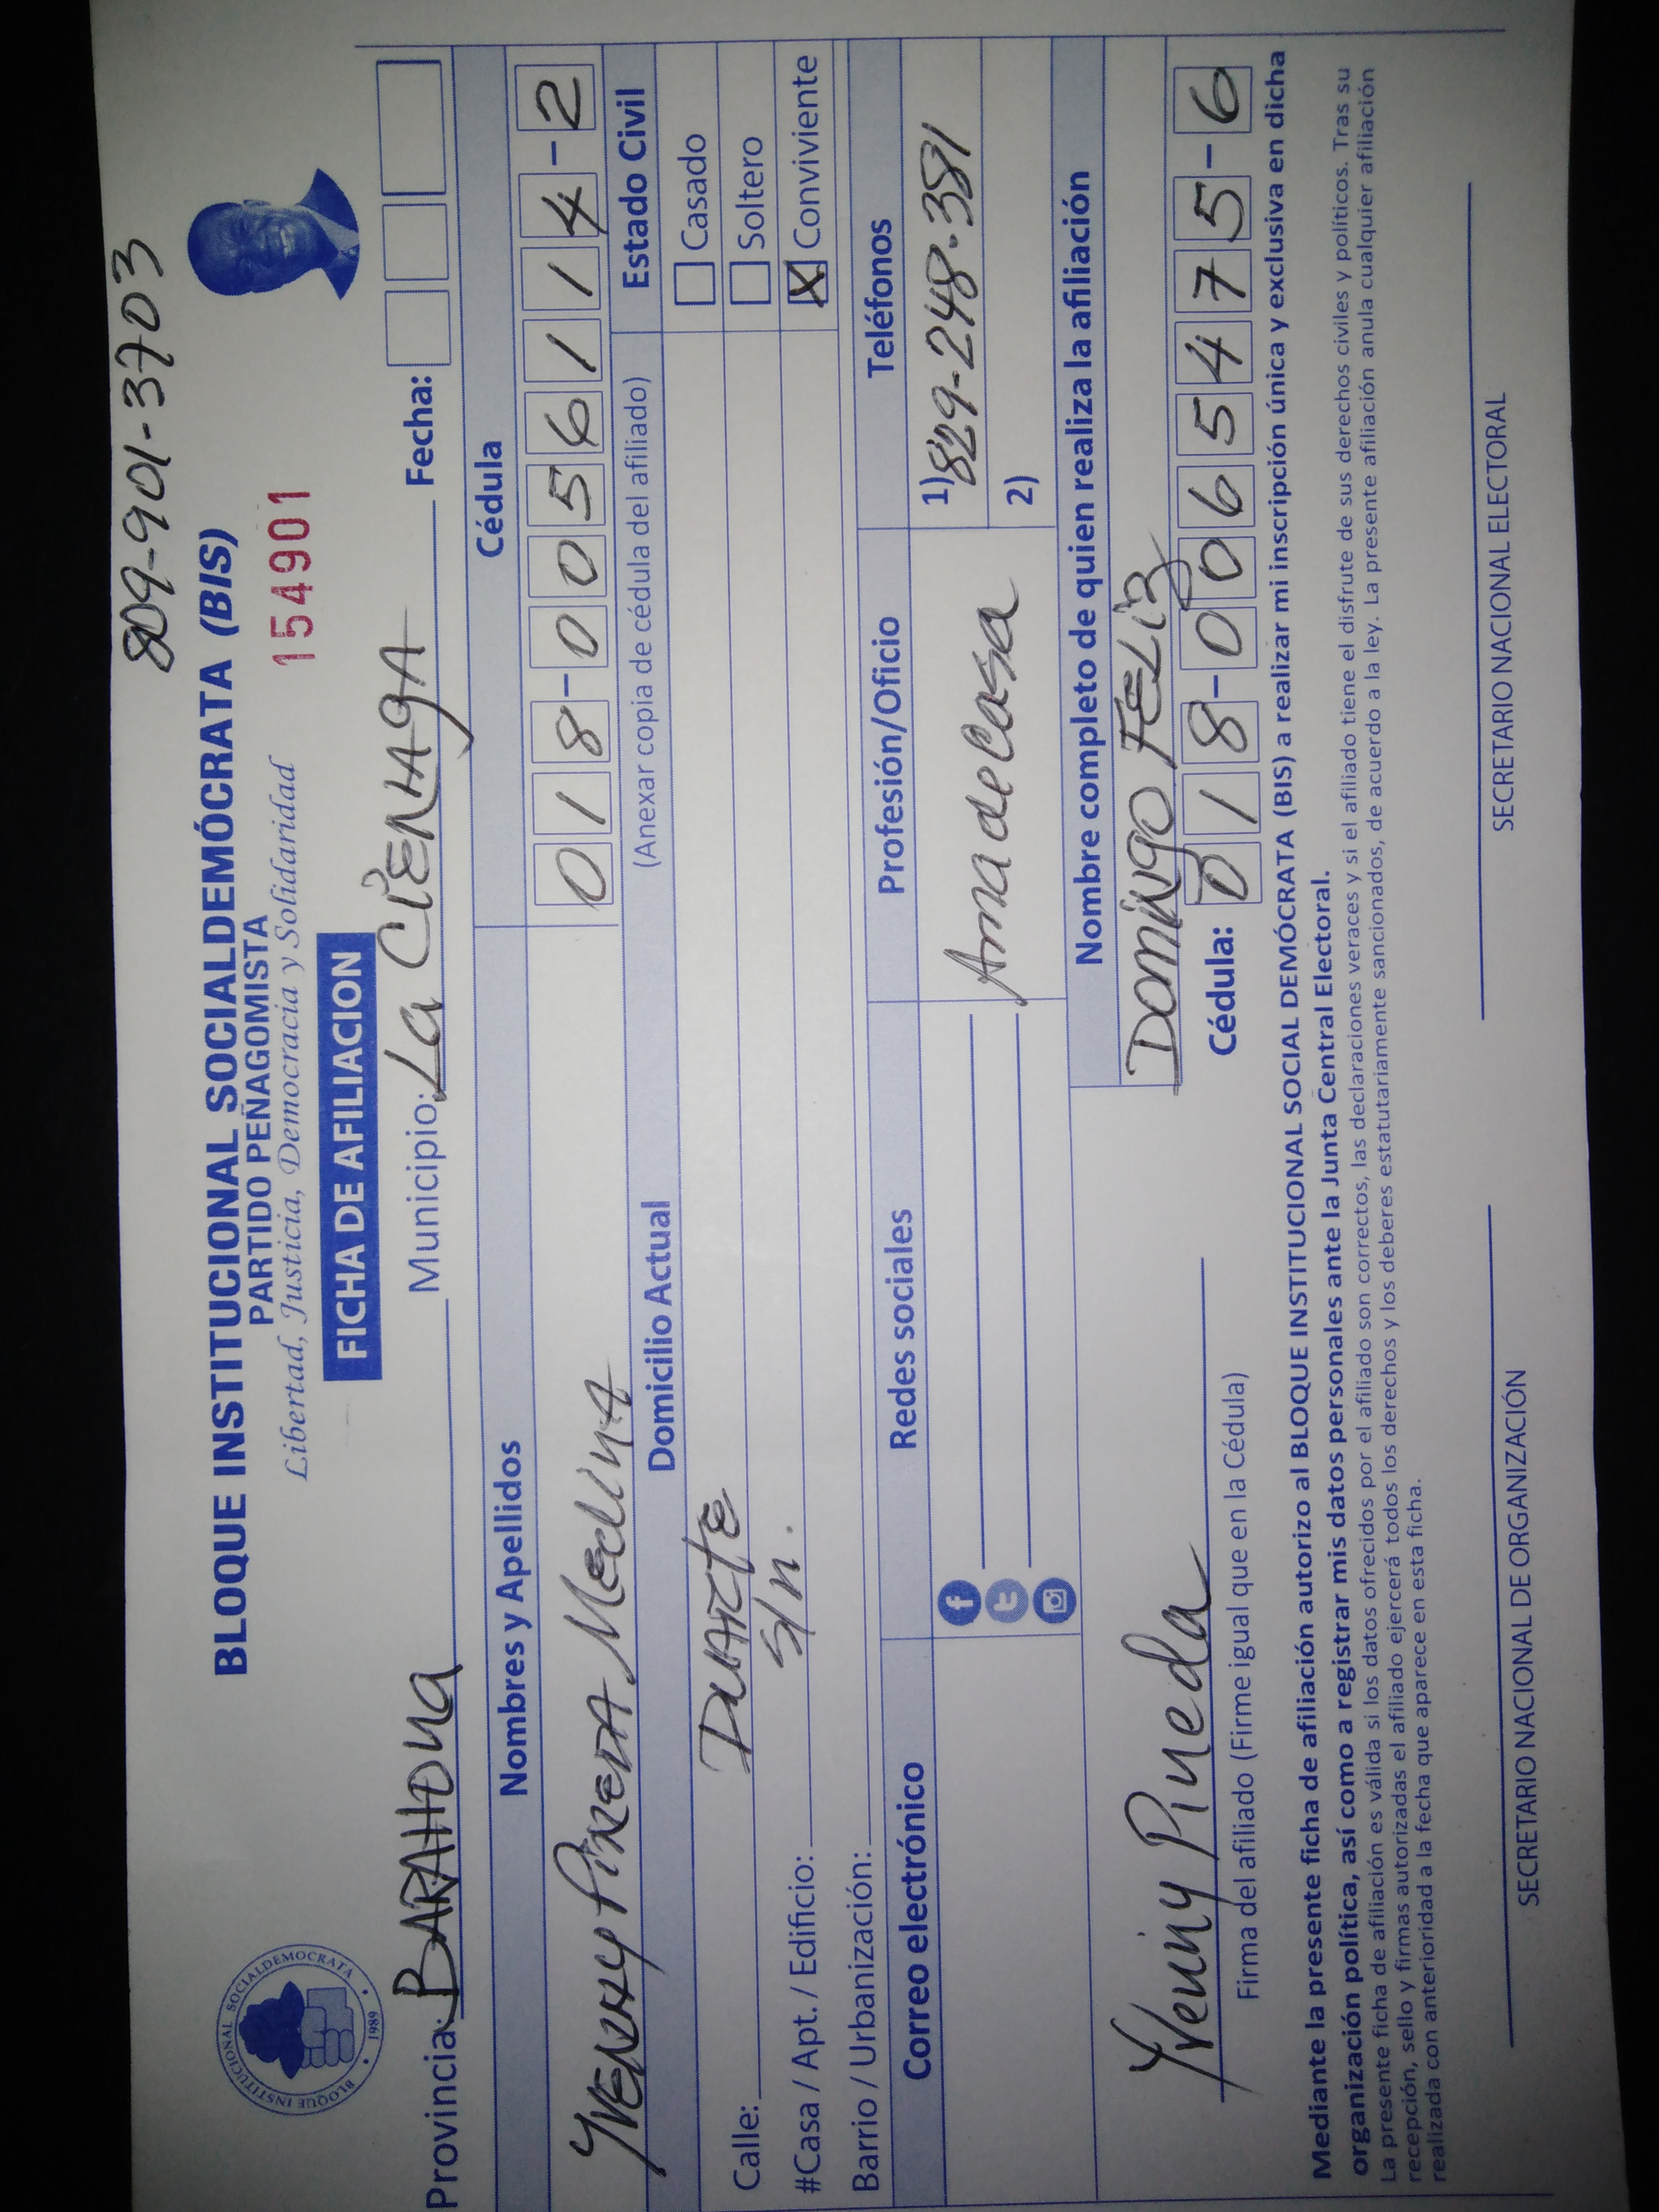 809-901-3703
BLOQUE INSTITUCIONAL SOCIALDEMÓCRATA (BIS)
PARTIDO PEÑAGOMISTA
154901
Libertad, Justicia, Democracia y Solidaridad
FICHA DE AFILIACION
BLOQUE INSTITUCIONAL SOCIALDEMOCRATA
1989
Provincia: BARAHONA Municipio: La CIENAGA Fecha:
Nombres y Apellidos Cédula
PINEDA MEDINA 018-0056114-2
Domicilio Actual (Anexar copia de cédula del afiliado) Estado Civil
Calle: DUARTE Casado
#Casa / Apt. / Edificio: S/n. Soltero
Barrio / Urbanización: X Conviviente
Correo electrónico Redes sociales Profesión/Oficio Teléfonos
Ama de Casa 1) 829-248-381
2)
Nombre completo de quien realiza la afiliación
DOMINGO FELIZ
Yveniny Pineda Cédula: 018-0065475-6
Firma del afiliado (Firme igual que en la Cédula)
Mediante la presente ficha de afiliación autorizo al BLOQUE INSTITUCIONAL SOCIAL DEMÓCRATA (BIS) a realizar mi inscripción única y exclusiva en dicha
organización política, así como a registrar mis datos personales ante la Junta Central Electoral.
La presente ficha de afiliación es válida si los datos ofrecidos por el afiliado son correctos, las declaraciones veraces y si el afiliado tiene el disfrute de sus derechos civiles y políticos. Tras su
recepción, sello y firmas autorizadas el afiliado ejercerá todos los derechos y los deberes estatutariamente sancionados, de acuerdo a la ley. La presente afiliación anula cualquier afiliación
realizada con anterioridad a la fecha que aparece en esta ficha.
SECRETARIO NACIONAL DE ORGANIZACIÓN SECRETARIO NACIONAL ELECTORAL